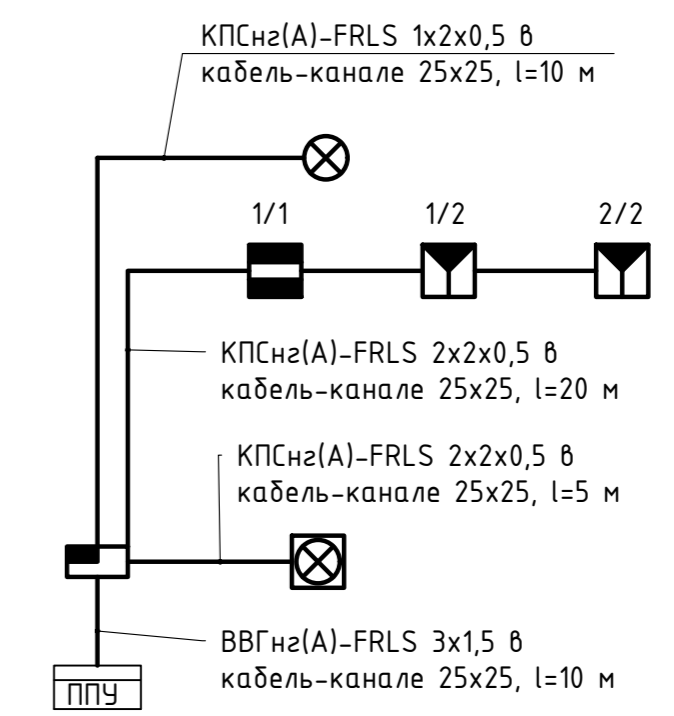 КПСнг(А)-FRLS 1х2х0,5 в
кабель-канале 25х25, l=10 м
1/1
1/2
2/2
КПСнг(А)-FRLS 2х2х0,5 в
кабель-канале 25х25, l=20 м
КПСнг(А)-FRLS 2х2х0,5 в
кабель-канале 25х25, l=5 м
ВВГнг(А)-FRLS 3х1,5 в
кабель-канале 25х25, l=10 м
ППУ